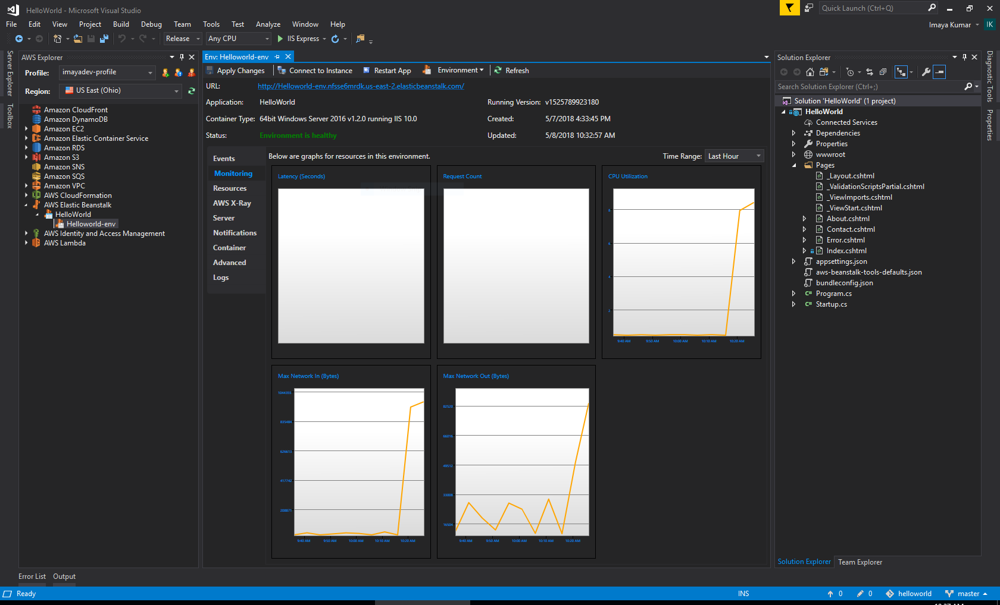 HelloWorld - Microsoft Visual Studio
Quick Launch (Ctrl+Q)
File Edit View Project Build Debug Team Tools Test Analyze Window Help
Imaya Kumar IK
Release Any CPU IIS Express
Server Explorer
Toolbox
AWS Explorer
Profile: imayadev-profile
Region: US East (Ohio)
Amazon CloudFront
Amazon DynamoDB
Amazon EC2
Amazon Elastic Container Service
Amazon RDS
Amazon S3
Amazon SNS
Amazon SQS
Amazon VPC
AWS CloudFormation
AWS Elastic Beanstalk
HelloWorld
Helloworld-env
AWS Identity and Access Management
AWS Lambda
Env: Helloworld-env
Apply Changes Connect to Instance Restart App Environment Refresh
URL: http://Helloworld-env.nfsse6mrdk.us-east-2.elasticbeanstalk.com/
Application: HelloWorld Running Version: v1525789923180
Container Type: 64bit Windows Server 2016 v1.2.0 running IIS 10.0 Created: 5/7/2018 4:33:45 PM
Status: Environment is healthy Updated: 5/8/2018 10:32:57 AM
Events
Monitoring
Resources
AWS X-Ray
Server
Notifications
Container
Advanced
Logs
Below are graphs for resources in this environment. Time Range: Last Hour
Latency (Seconds)
Request Count
CPU Utilization
8
6
4
2
9:40 AM 9:50 AM 10:00 AM 10:10 AM 10:20 AM
Max Network In (Bytes)
1044355
835484
626613
417742
208871
9:40 AM 9:50 AM 10:00 AM 10:10 AM 10:20 AM
Max Network Out (Bytes)
82520
66016
49512
33008
16504
9:40 AM 9:50 AM 10:00 AM 10:10 AM 10:20 AM
Solution Explorer
Search Solution Explorer (Ctrl+;)
Solution 'HelloWorld' (1 project)
HelloWorld
Connected Services
Dependencies
Properties
wwwroot
Pages
_Layout.cshtml
_ValidationScriptsPartial.cshtml
_ViewImports.cshtml
_ViewStart.cshtml
About.cshtml
Contact.cshtml
Error.cshtml
Index.cshtml
appsettings.json
aws-beanstalk-tools-defaults.json
bundleconfig.json
C# Program.cs
C# Startup.cs
Solution Explorer Team Explorer
Diagnostic Tools
Properties
Error List Output
Ready INS 0 0 helloworld master